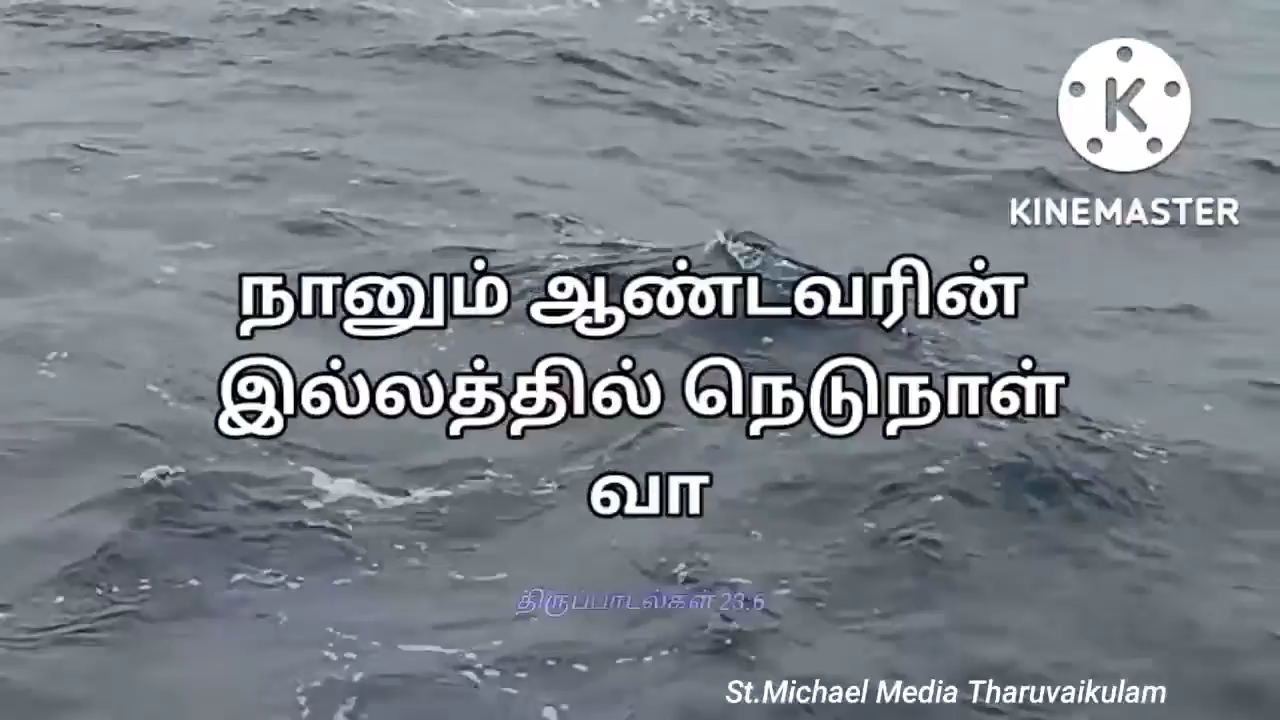 KINEMASTER
நானும் ஆண்டவரின்
இல்லத்தில் நெடுநாள்
வா
திருப்பாடல்கள் 23:6
St.Michael Media Tharuvaikulam